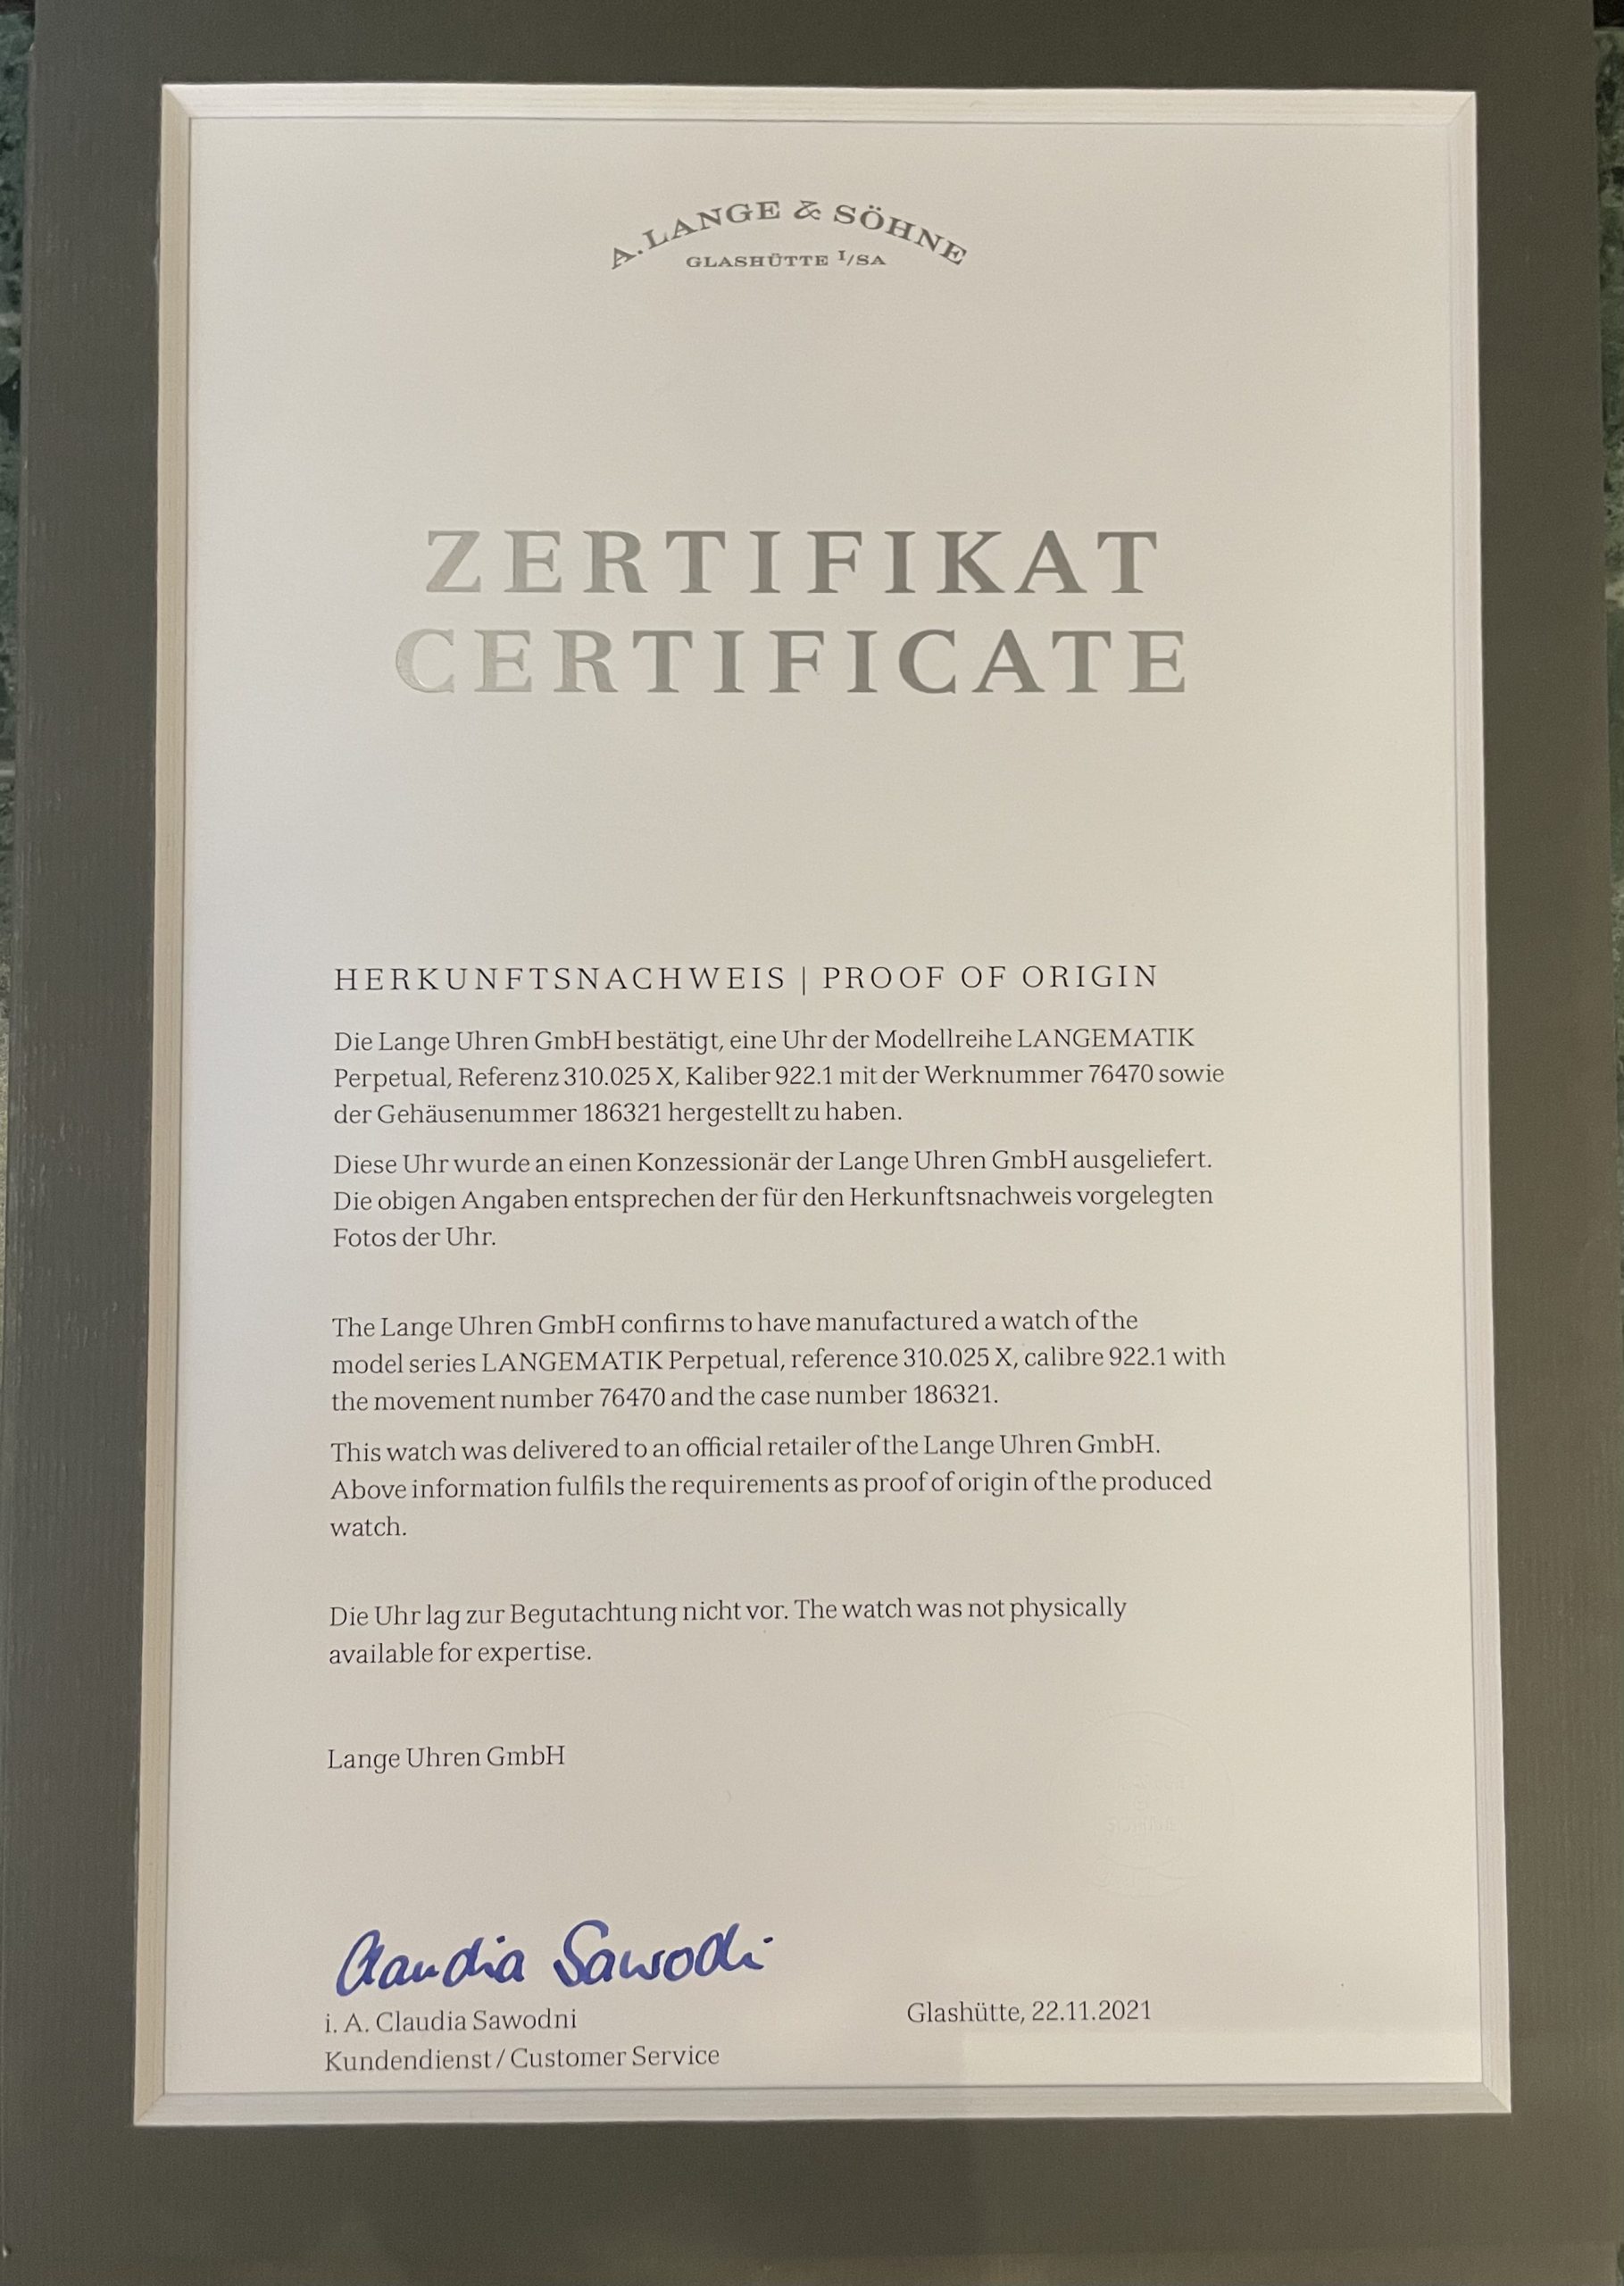 A. LANGE & SÖHNE
GLASHÜTTE I/SA
ZERTIFIKAT
CERTIFICATE
HERKUNFTSNACHWEIS | PROOF OF ORIGIN
Die Lange Uhren GmbH bestätigt, eine Uhr der Modellreihe LANGEMATIK
Perpetual, Referenz 310.025 X, Kaliber 922.1 mit der Werknummer 76470 sowie
der Gehäusenummer 186321 hergestellt zu haben.
Diese Uhr wurde an einen Konzessionär der Lange Uhren GmbH ausgeliefert.
Die obigen Angaben entsprechen der für den Herkunftsnachweis vorgelegten
Fotos der Uhr.
The Lange Uhren GmbH confirms to have manufactured a watch of the
model series LANGEMATIK Perpetual, reference 310.025 X, calibre 922.1 with
the movement number 76470 and the case number 186321.
This watch was delivered to an official retailer of the Lange Uhren GmbH.
Above information fulfils the requirements as proof of origin of the produced
watch.
Die Uhr lag zur Begutachtung nicht vor. The watch was not physically
available for expertise.
Lange Uhren GmbH
Claudia Sawodni
i. A. Claudia Sawodni
Kundendienst / Customer Service
Glashütte, 22.11.2021